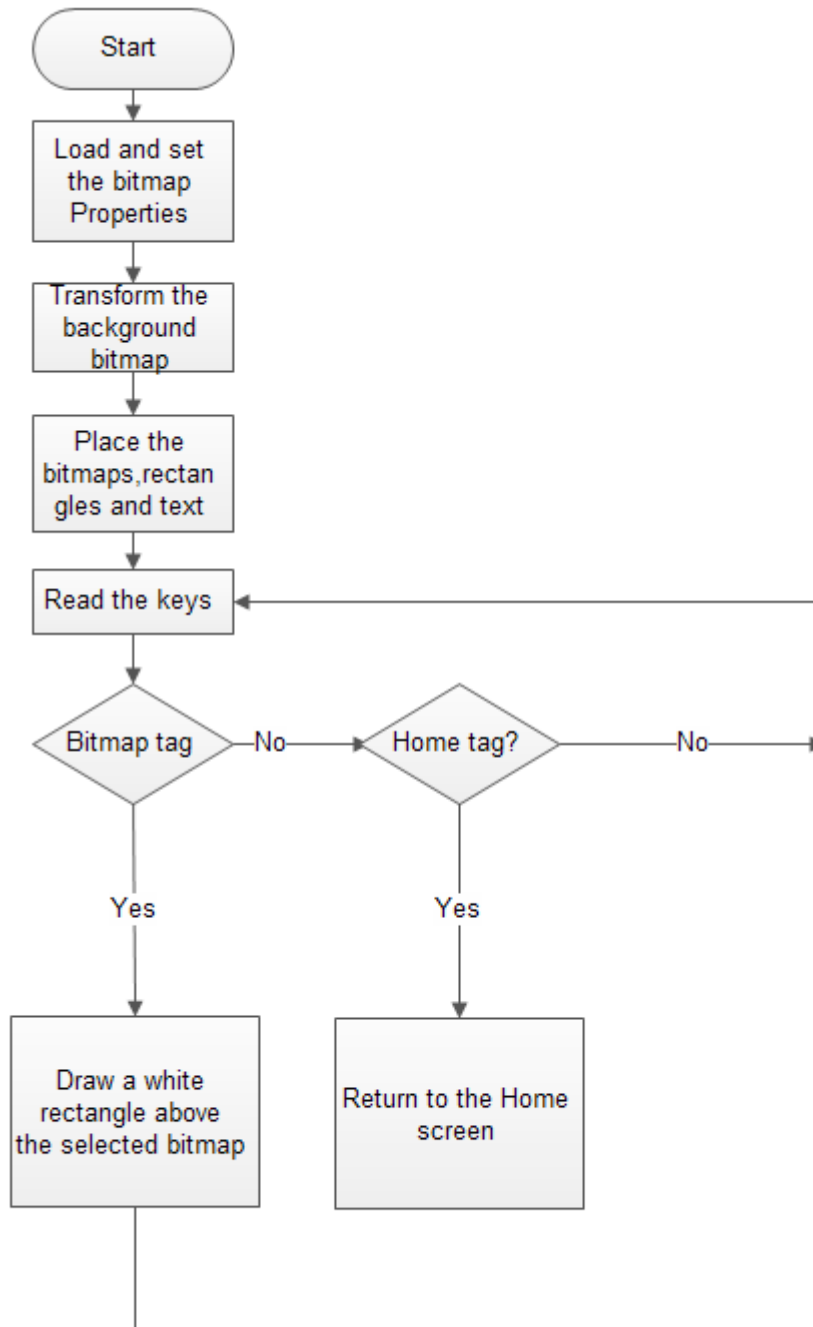 Start
Load and set
the bitmap
Properties
Transform the
background
bitmap
Place the
bitmaps,rectan
gles and text
Read the keys
Bitmap tag
No
Home tag?
No
Yes
Yes
Draw a white
rectangle above
the selected bitmap
Return to the Home
screen